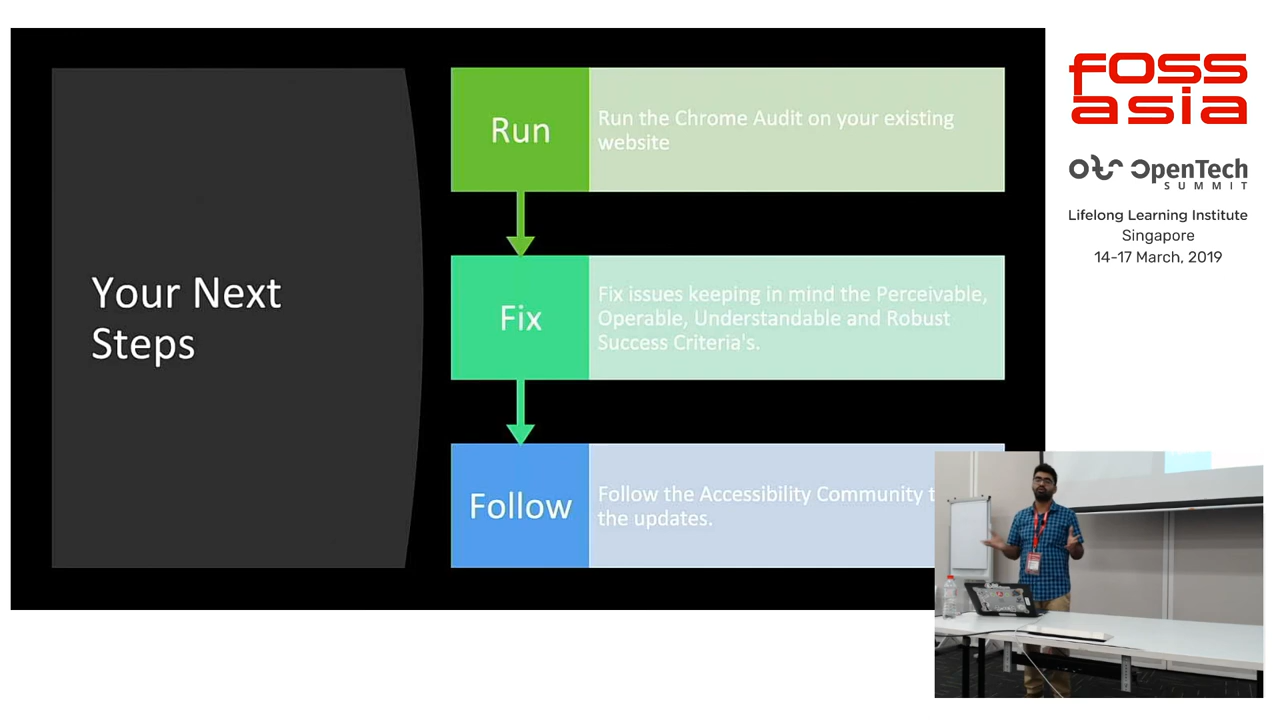 Your Next
Steps
Run
Run the Chrome Audit on your existing
website
Fix
Fix issues keeping in mind the Perceivable,
Operable, Understandable and Robust
Success Criteria's.
Follow
Follow the Accessibility Community
the updates.
fOSS
asia
OpenTech
SUMMIT
Lifelong Learning Institute
Singapore
14-17 March, 2019